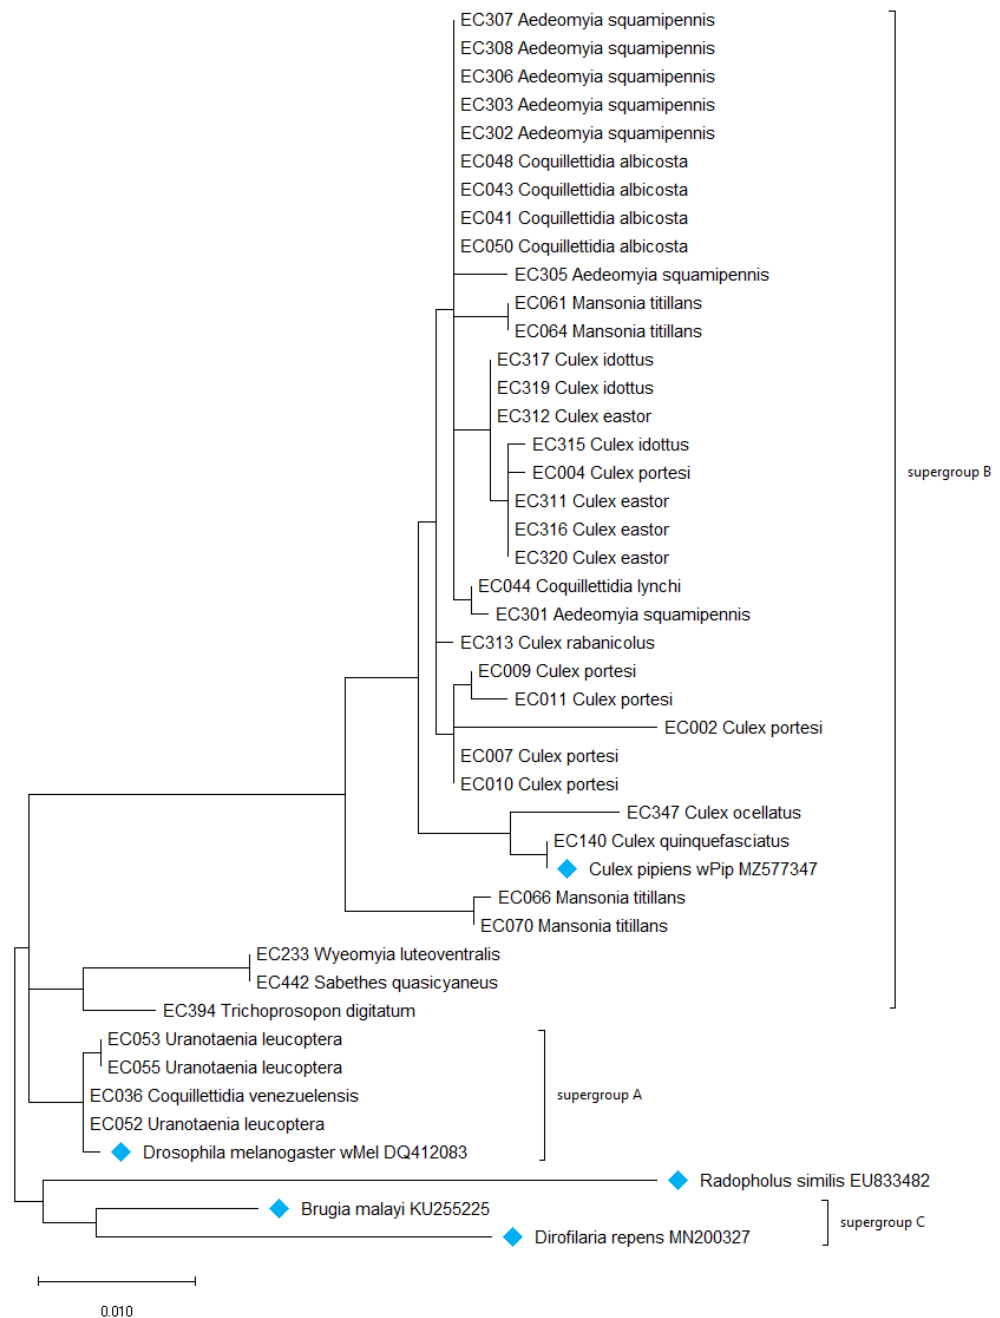 EC307 Aedeomyia squamipennis
EC308 Aedeomyia squamipennis
EC306 Aedeomyia squamipennis
EC303 Aedeomyia squamipennis
EC302 Aedeomyia squamipennis
EC048 Coquillettidia albicosta
EC043 Coquillettidia albicosta
EC041 Coquillettidia albicosta
EC050 Coquillettidia albicosta
EC305 Aedeomyia squamipennis
EC061 Mansonia titillans
EC064 Mansonia titillans
EC317 Culex idottus
EC319 Culex idottus
EC312 Culex eastor
EC315 Culex idottus
EC004 Culex portesi
EC311 Culex eastor
EC316 Culex eastor
EC320 Culex eastor
EC044 Coquillettidia lynchi
EC301 Aedeomyia squamipennis
EC313 Culex rabanicolus
EC009 Culex portesi
EC011 Culex portesi
EC002 Culex portesi
EC007 Culex portesi
EC010 Culex portesi
EC347 Culex ocellatus
EC140 Culex quinquefasciatus
Culex pipiens wPip MZ577347
EC066 Mansonia titillans
EC070 Mansonia titillans
EC233 Wyeomyia luteoventralis
EC442 Sabethes quasicyaneus
EC394 Trichoprosopon digitatum
supergroup B
EC053 Uranotaenia leucoptera
EC055 Uranotaenia leucoptera
EC036 Coquillettidia venezuelensis
EC052 Uranotaenia leucoptera
Drosophila melanogaster wMel DQ412083
supergroup A
Radopholus similis EU833482
Brugia malayi KU255225
Dirofilaria repens MN200327
supergroup C
0.010